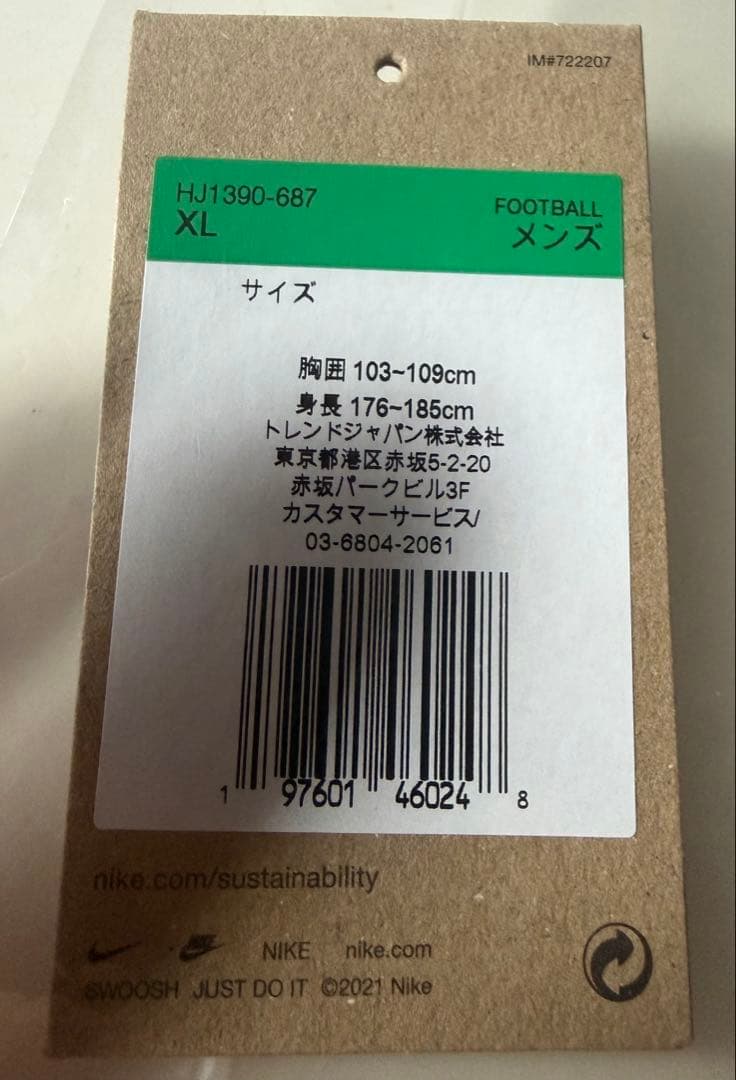 IM#722207
HJ1390-687
XL
FOOTBALL
メンズ
サイズ
胸囲 103~109cm
身長 176~185cm
トレンドジャパン株式会社
東京都港区赤坂5-2-20
赤坂パークビル3F
カスタマーサービス/
03-6804-2061
1 97601 46024 8
nike.com/sustainability
NIKE nike.com
SWOOSH JUST DO IT ©2021 Nike